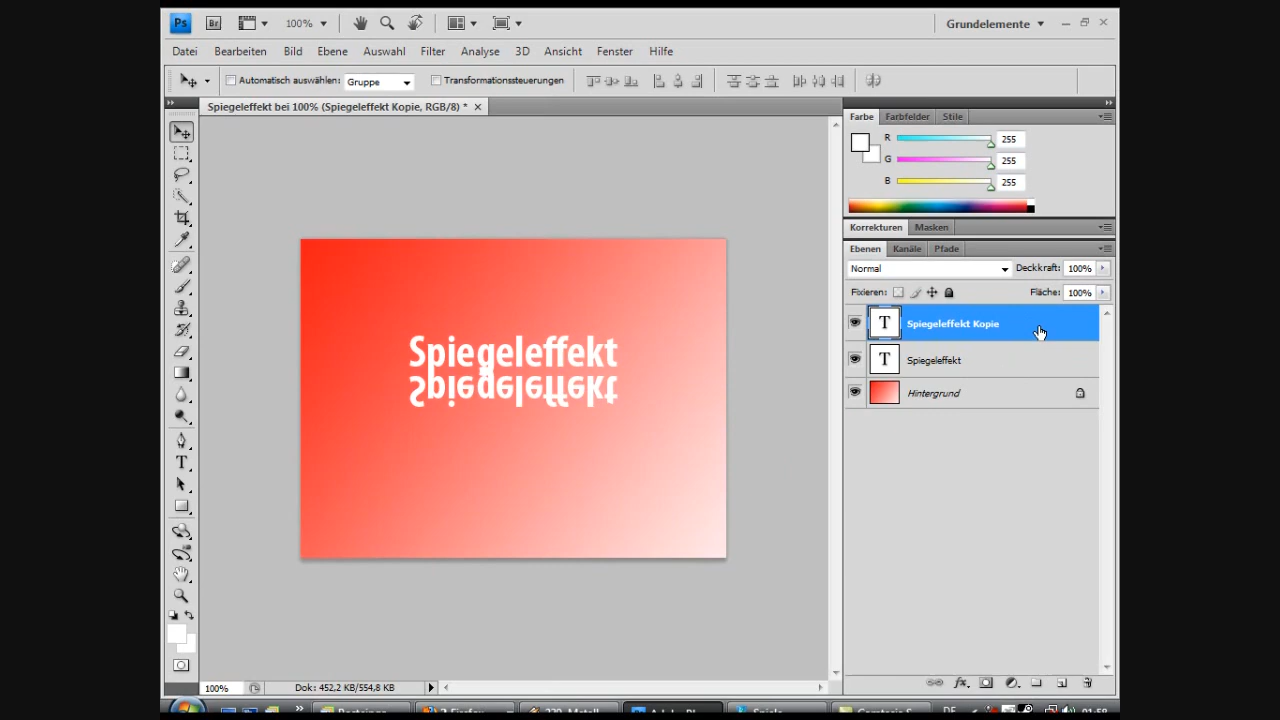 Ps Br 100% Grundelemente
Datei Bearbeiten Bild Ebene Auswahl Filter Analyse 3D Ansicht Fenster Hilfe
Automatisch auswählen: Gruppe Transformationssteuerungen
Spiegeleffekt bei 100% (Spiegeleffekt Kopie, RGB/8) *
Farbe Farbfelder Stile
R 255
G 255
B 255
Korrekturen Masken
Ebenen Kanäle Pfade
Normal Deckkraft: 100%
Fixieren: Fläche: 100%
T Spiegeleffekt Kopie
T Spiegeleffekt
Hintergrund
Spiegeleffekt
Spiegeleffekt
100% Dok: 452,2 KB/554,8 KB
DE 01:58